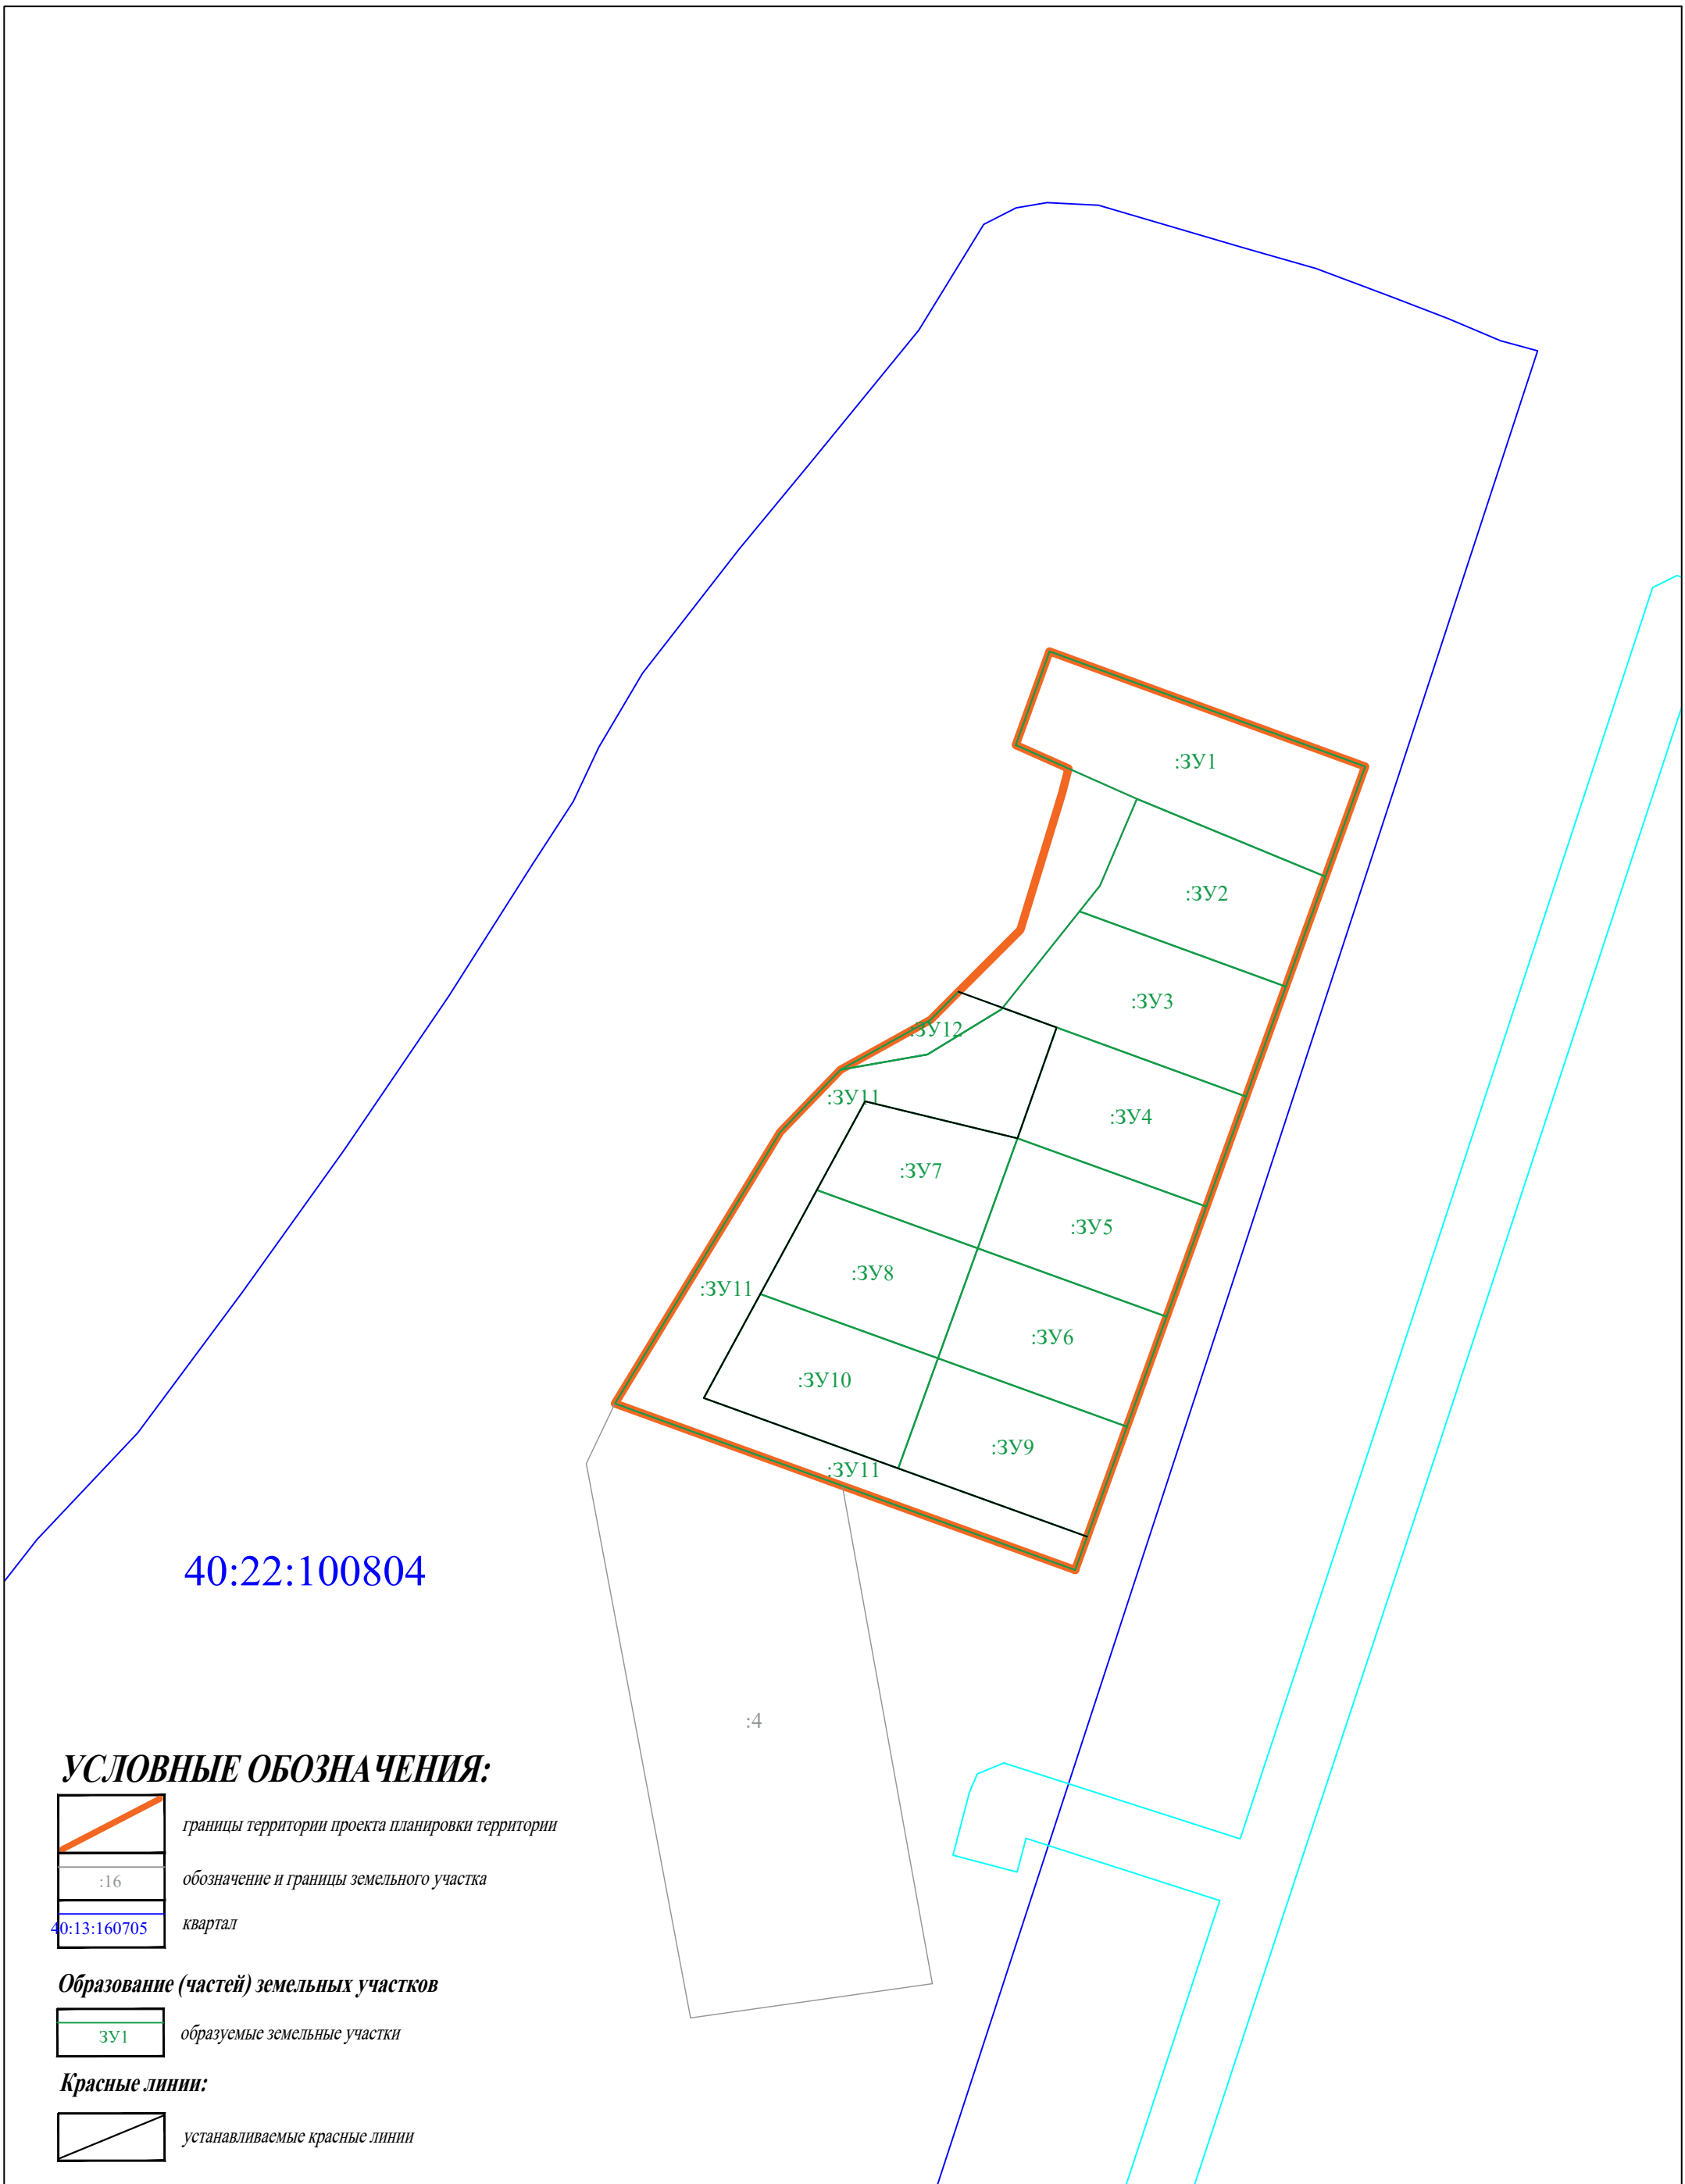 :ЗУ1
:ЗУ2
:ЗУ3
:ЗУ12
:ЗУ11
:ЗУ4
:ЗУ7
:ЗУ5
:ЗУ8
:ЗУ11
:ЗУ6
:ЗУ10
:ЗУ9
:ЗУ11
40:22:100804
:4
УСЛОВНЫЕ ОБОЗНАЧЕНИЯ:
границы территории проекта планировки территории
:16 обозначение и границы земельного участка
40:13:160705 квартал
Образование (частей) земельных участков
ЗУ1 образуемые земельные участки
Красные линии:
устанавливаемые красные линии